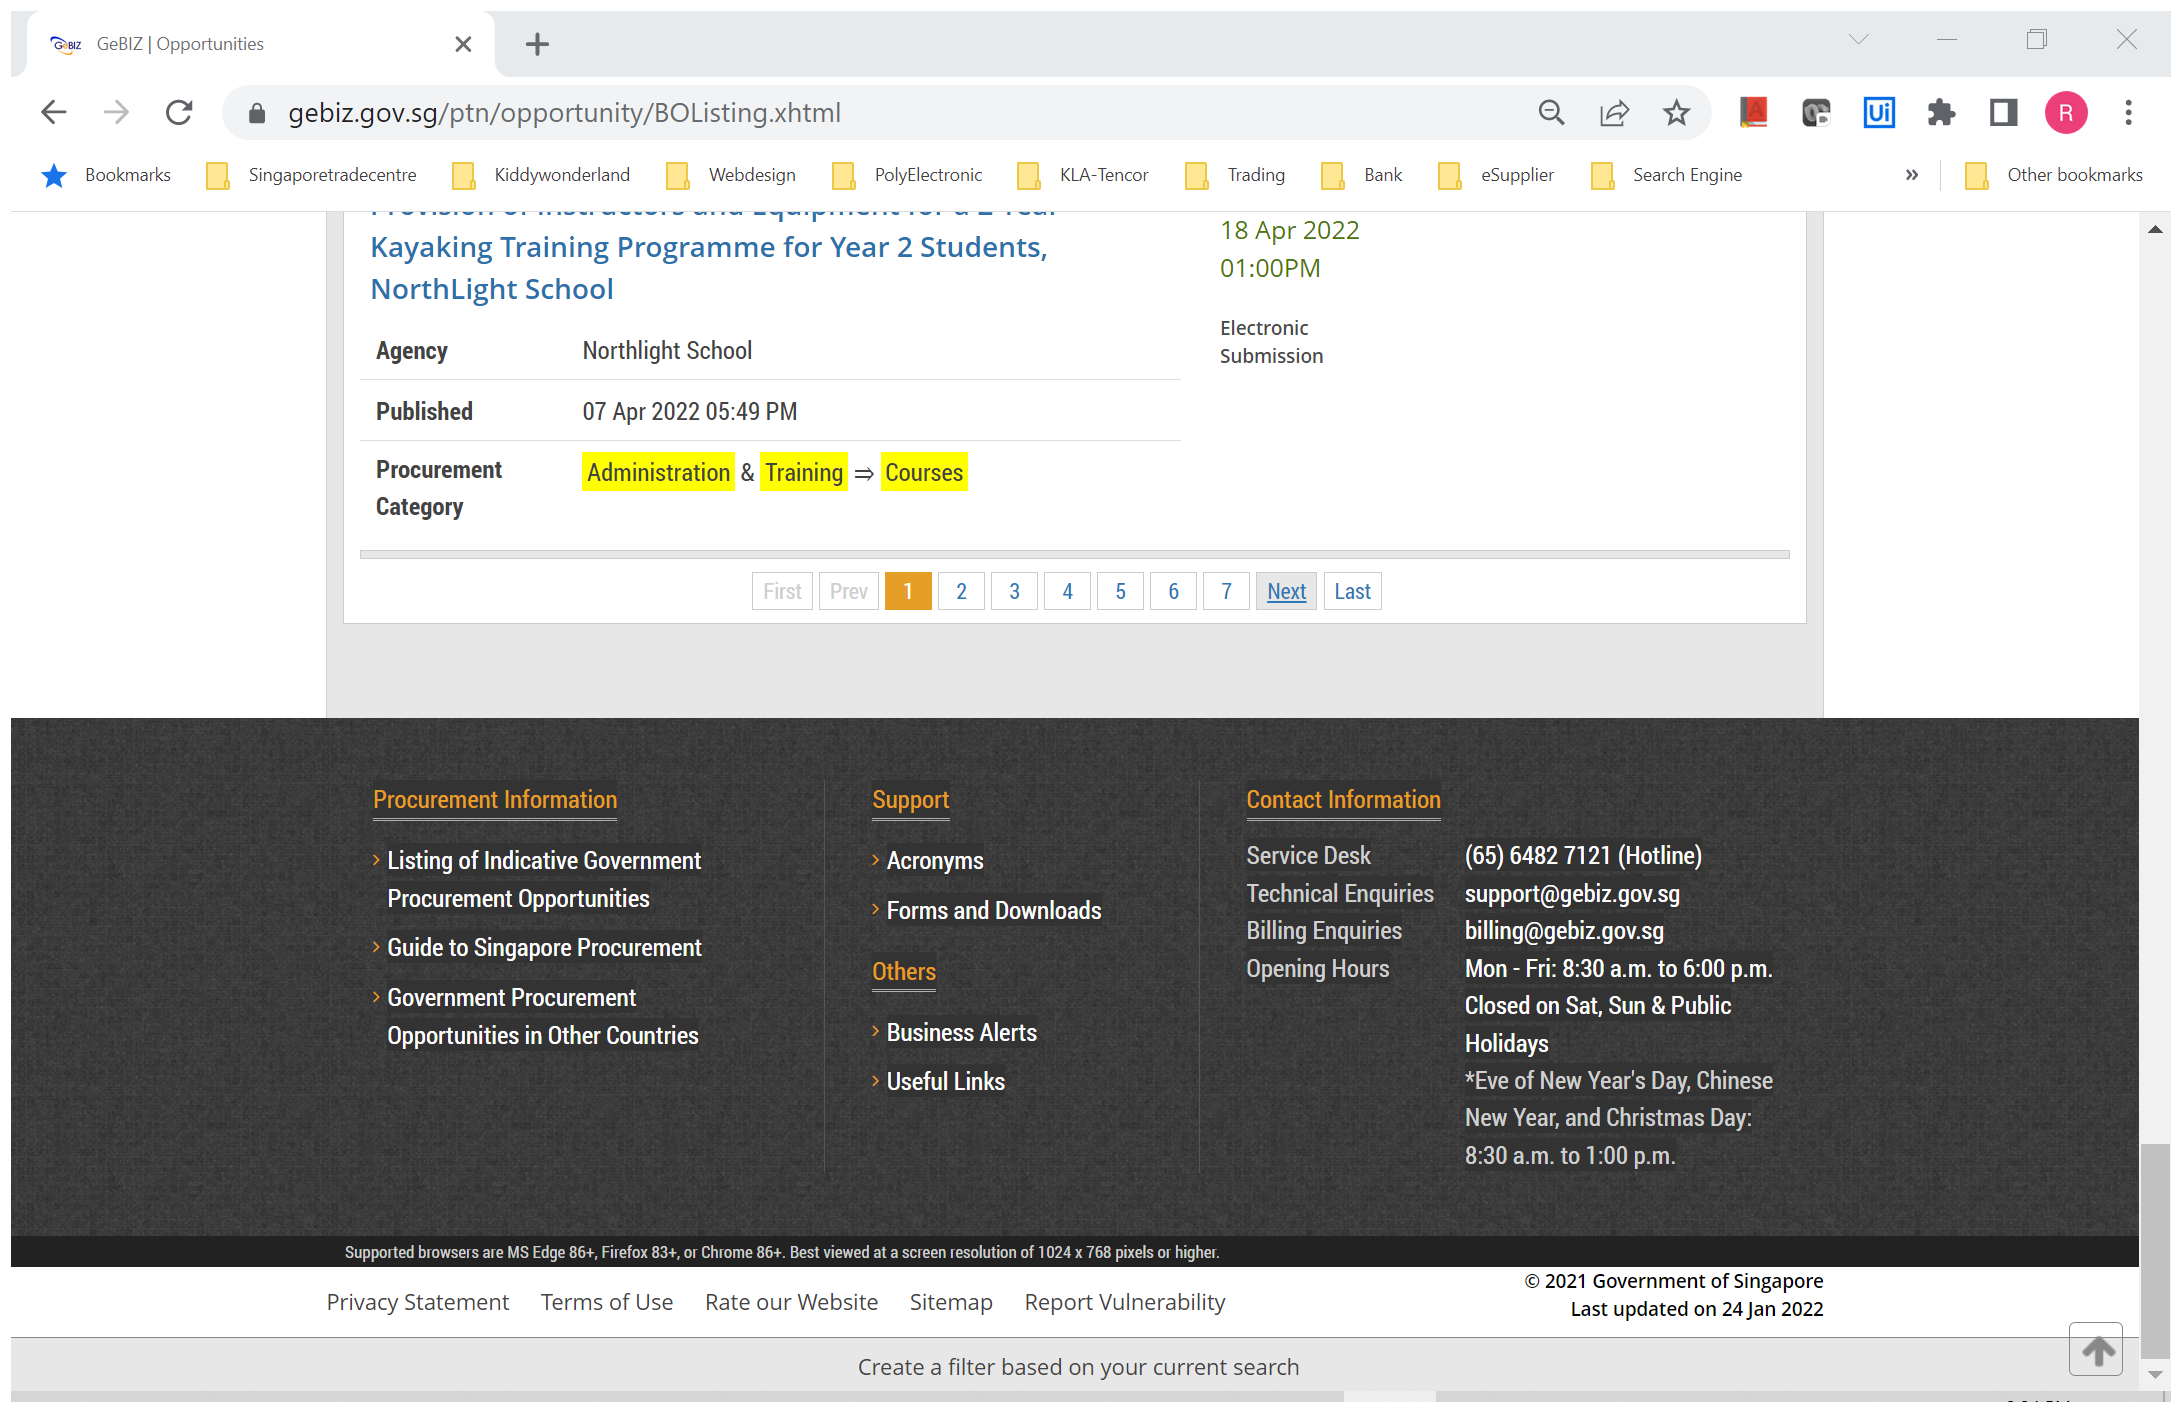 GeBIZ
GeBIZ | Opportunities
gebiz.gov.sg/ptn/opportunity/BOListing.xhtml
Ui
R
Bookmarks
Singaporetradecentre
Kiddywonderland
Webdesign
PolyElectronic
KLA-Tencor
Trading
Bank
eSupplier
Search Engine
»
Other bookmarks
Provision of Instructors and Equipment for a 2 Year
Kayaking Training Programme for Year 2 Students,
NorthLight School
18 Apr 2022
01:00PM
Electronic
Submission
Agency Northlight School
Published 07 Apr 2022 05:49 PM
Procurement
Category
Administration & Training ⇒ Courses
First Prev 1 2 3 4 5 6 7 Next Last
Procurement Information
› Listing of Indicative Government
Procurement Opportunities
› Guide to Singapore Procurement
› Government Procurement
Opportunities in Other Countries
Support
› Acronyms
› Forms and Downloads
Others
› Business Alerts
› Useful Links
Contact Information
Service Desk (65) 6482 7121 (Hotline)
Technical Enquiries support@gebiz.gov.sg
Billing Enquiries billing@gebiz.gov.sg
Opening Hours Mon - Fri: 8:30 a.m. to 6:00 p.m.
Closed on Sat, Sun & Public
Holidays
*Eve of New Year's Day, Chinese
New Year, and Christmas Day:
8:30 a.m. to 1:00 p.m.
Supported browsers are MS Edge 86+, Firefox 83+, or Chrome 86+. Best viewed at a screen resolution of 1024 x 768 pixels or higher.
Privacy Statement Terms of Use Rate our Website Sitemap Report Vulnerability
© 2021 Government of Singapore
Last updated on 24 Jan 2022
Create a filter based on your current search